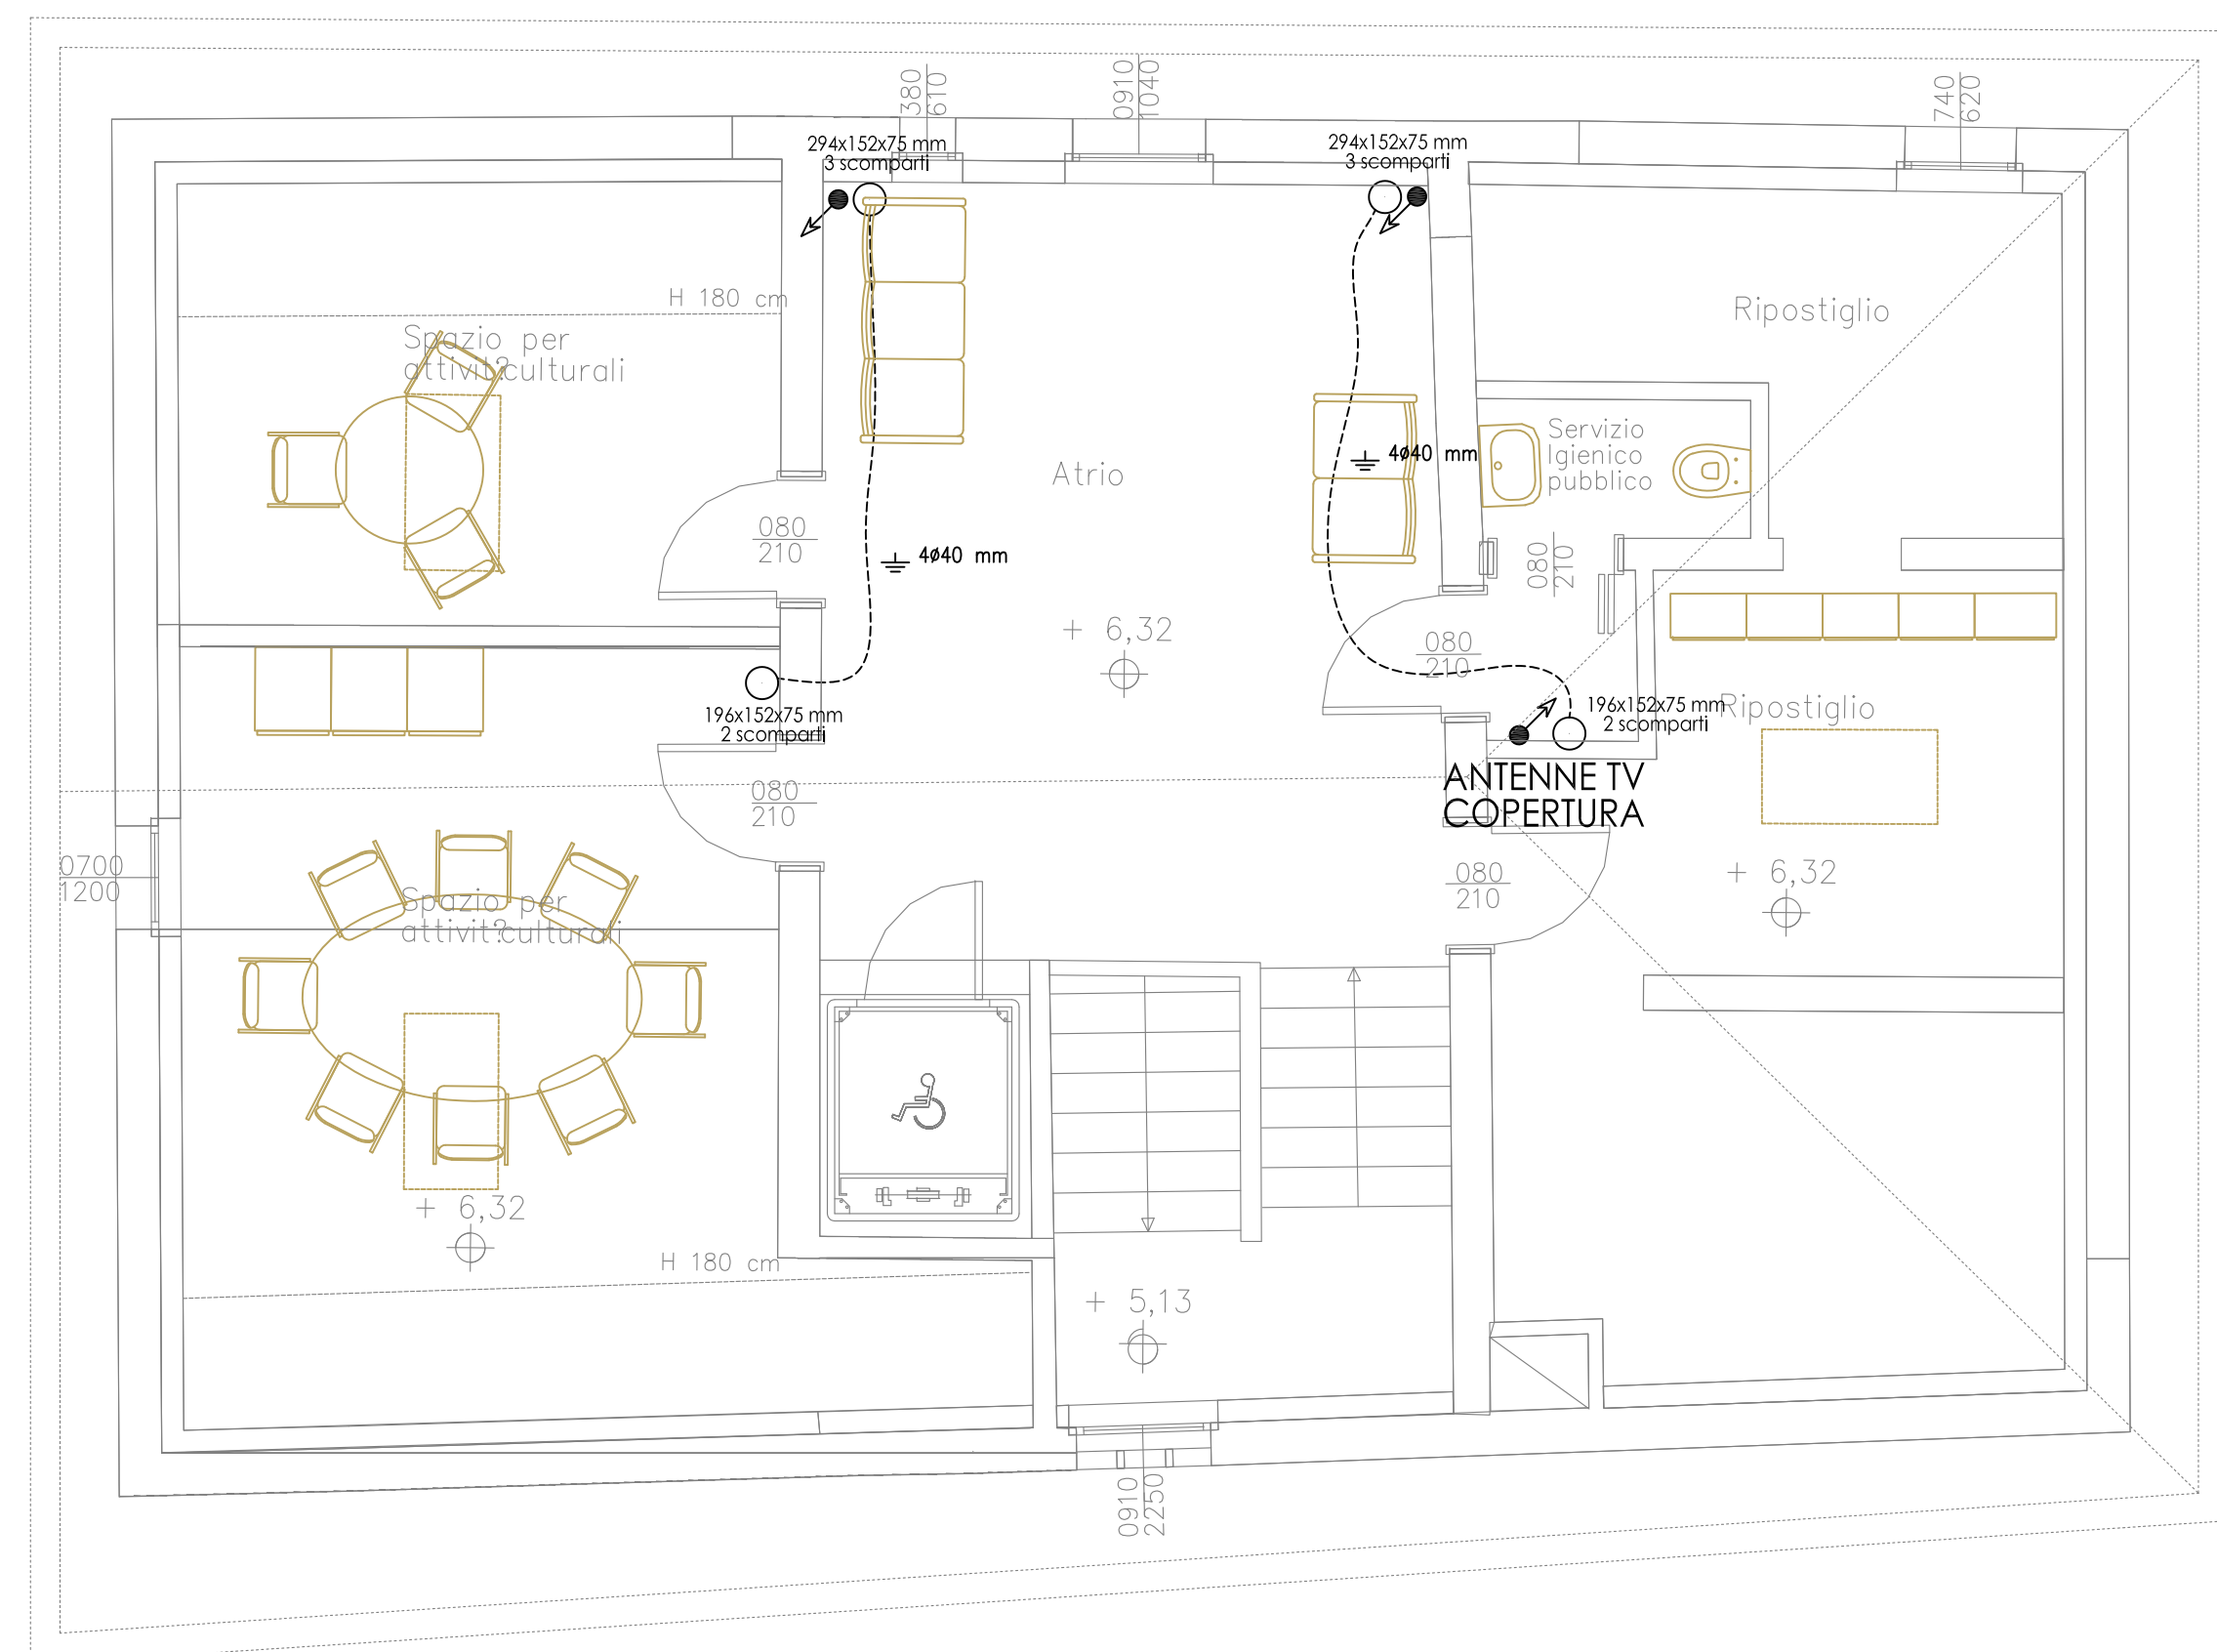 380
610
0910
1040
740
620
294x152x75 mm
3 scomparti
294x152x75 mm
3 scomparti
H 180 cm
Ripostiglio
Spazio per
attivit?culturali
Servizio
Igienico
pubblico
4ø40 mm
Atrio
080
210
4ø40 mm
080
210
+ 6,32
080
210
196x152x75 mm
2 scomparti
196x152x75 mm
2 scomparti
Ripostiglio
ANTENNE TV
COPERTURA
080
210
0700
1200
080
210
+ 6,32
Spazio per
attivit?culturali
+ 6,32
H 180 cm
+ 5,13
0910
2250